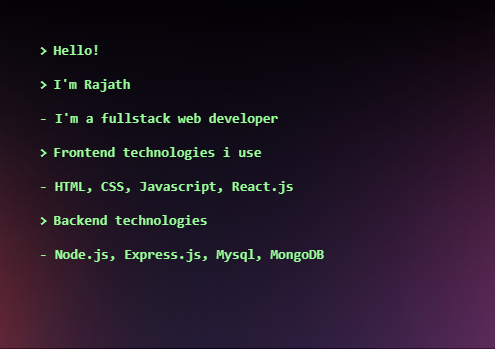 > Hello!
> I'm Rajath
- I'm a fullstack web developer
> Frontend technologies i use
- HTML, CSS, Javascript, React.js
> Backend technologies
- Node.js, Express.js, Mysql, MongoDB